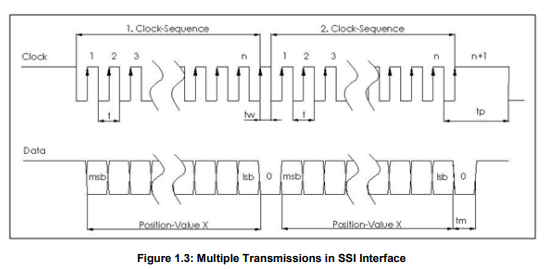 1. Clock-Sequence 2. Clock-Sequence
Clock 1 2 3 n 1 2 3 n n+1
t tw t tp
Data
msb lsb 0 msb lsb 0
Position-Value X Position-Value X tm
Figure 1.3: Multiple Transmissions in SSI Interface